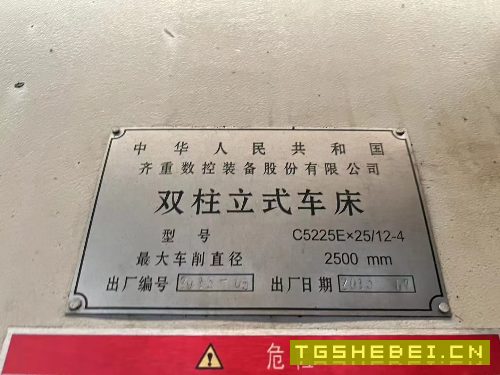 中华人民共和国
齐重数控装备股份有限公司
双柱立式车床
型号 C5225E×25/12-4
最大车削直径 2500 mm
出厂编号
出厂日期
危
TGSHEBEI.CN